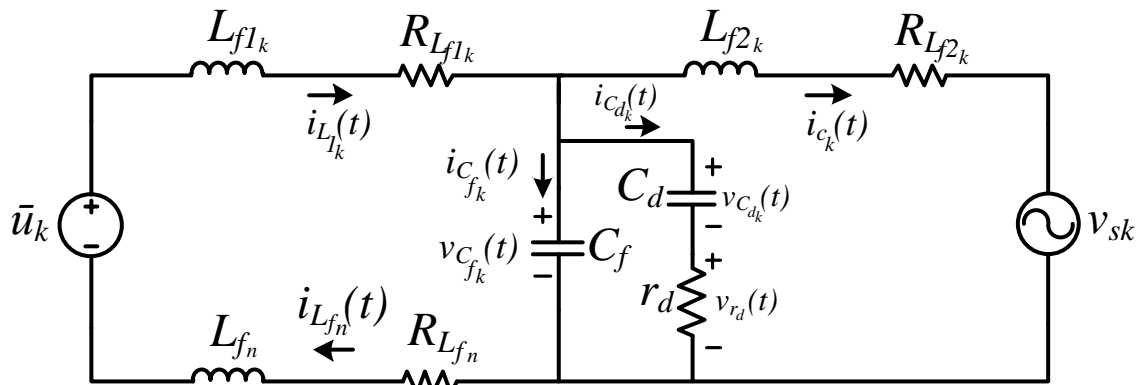 L_{f1_k} R_{L_{f1_k}} L_{f2_k} R_{L_{f2_k}}
i_{L_{1_k}}(t) i_{C_{d_k}}(t) i_{c_k}(t)
i_{C_{f_k}}(t)
+ C_d + v_{C_{d_k}}(t) −
ū_k + − v_{C_{f_k}}(t) + − C_f v_{sk}
r_d + v_{r_d}(t) −
L_{f_n} i_{L_{f_n}}(t) R_{L_{f_n}}